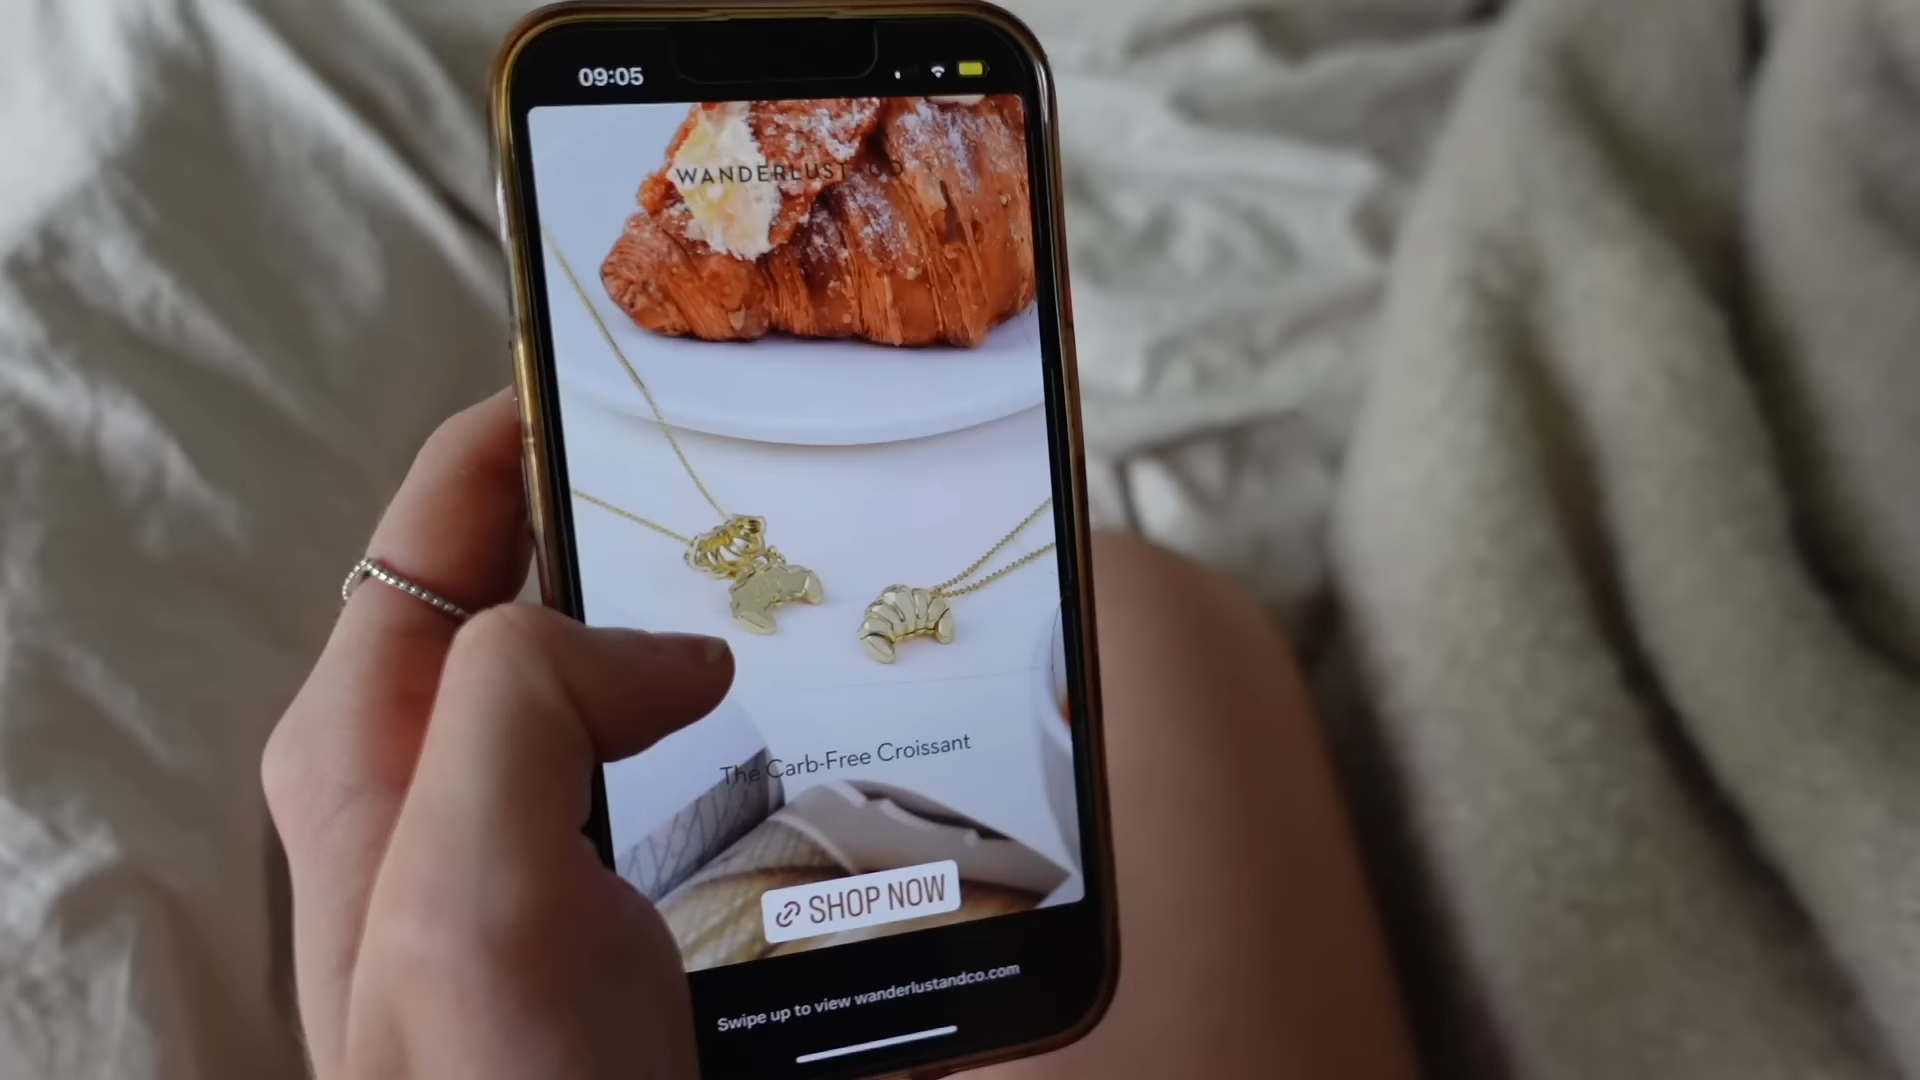 09:05
WANDERLUST + CO
The Carb-Free Croissant
SHOP NOW
Swipe up to view wanderlustandco.com